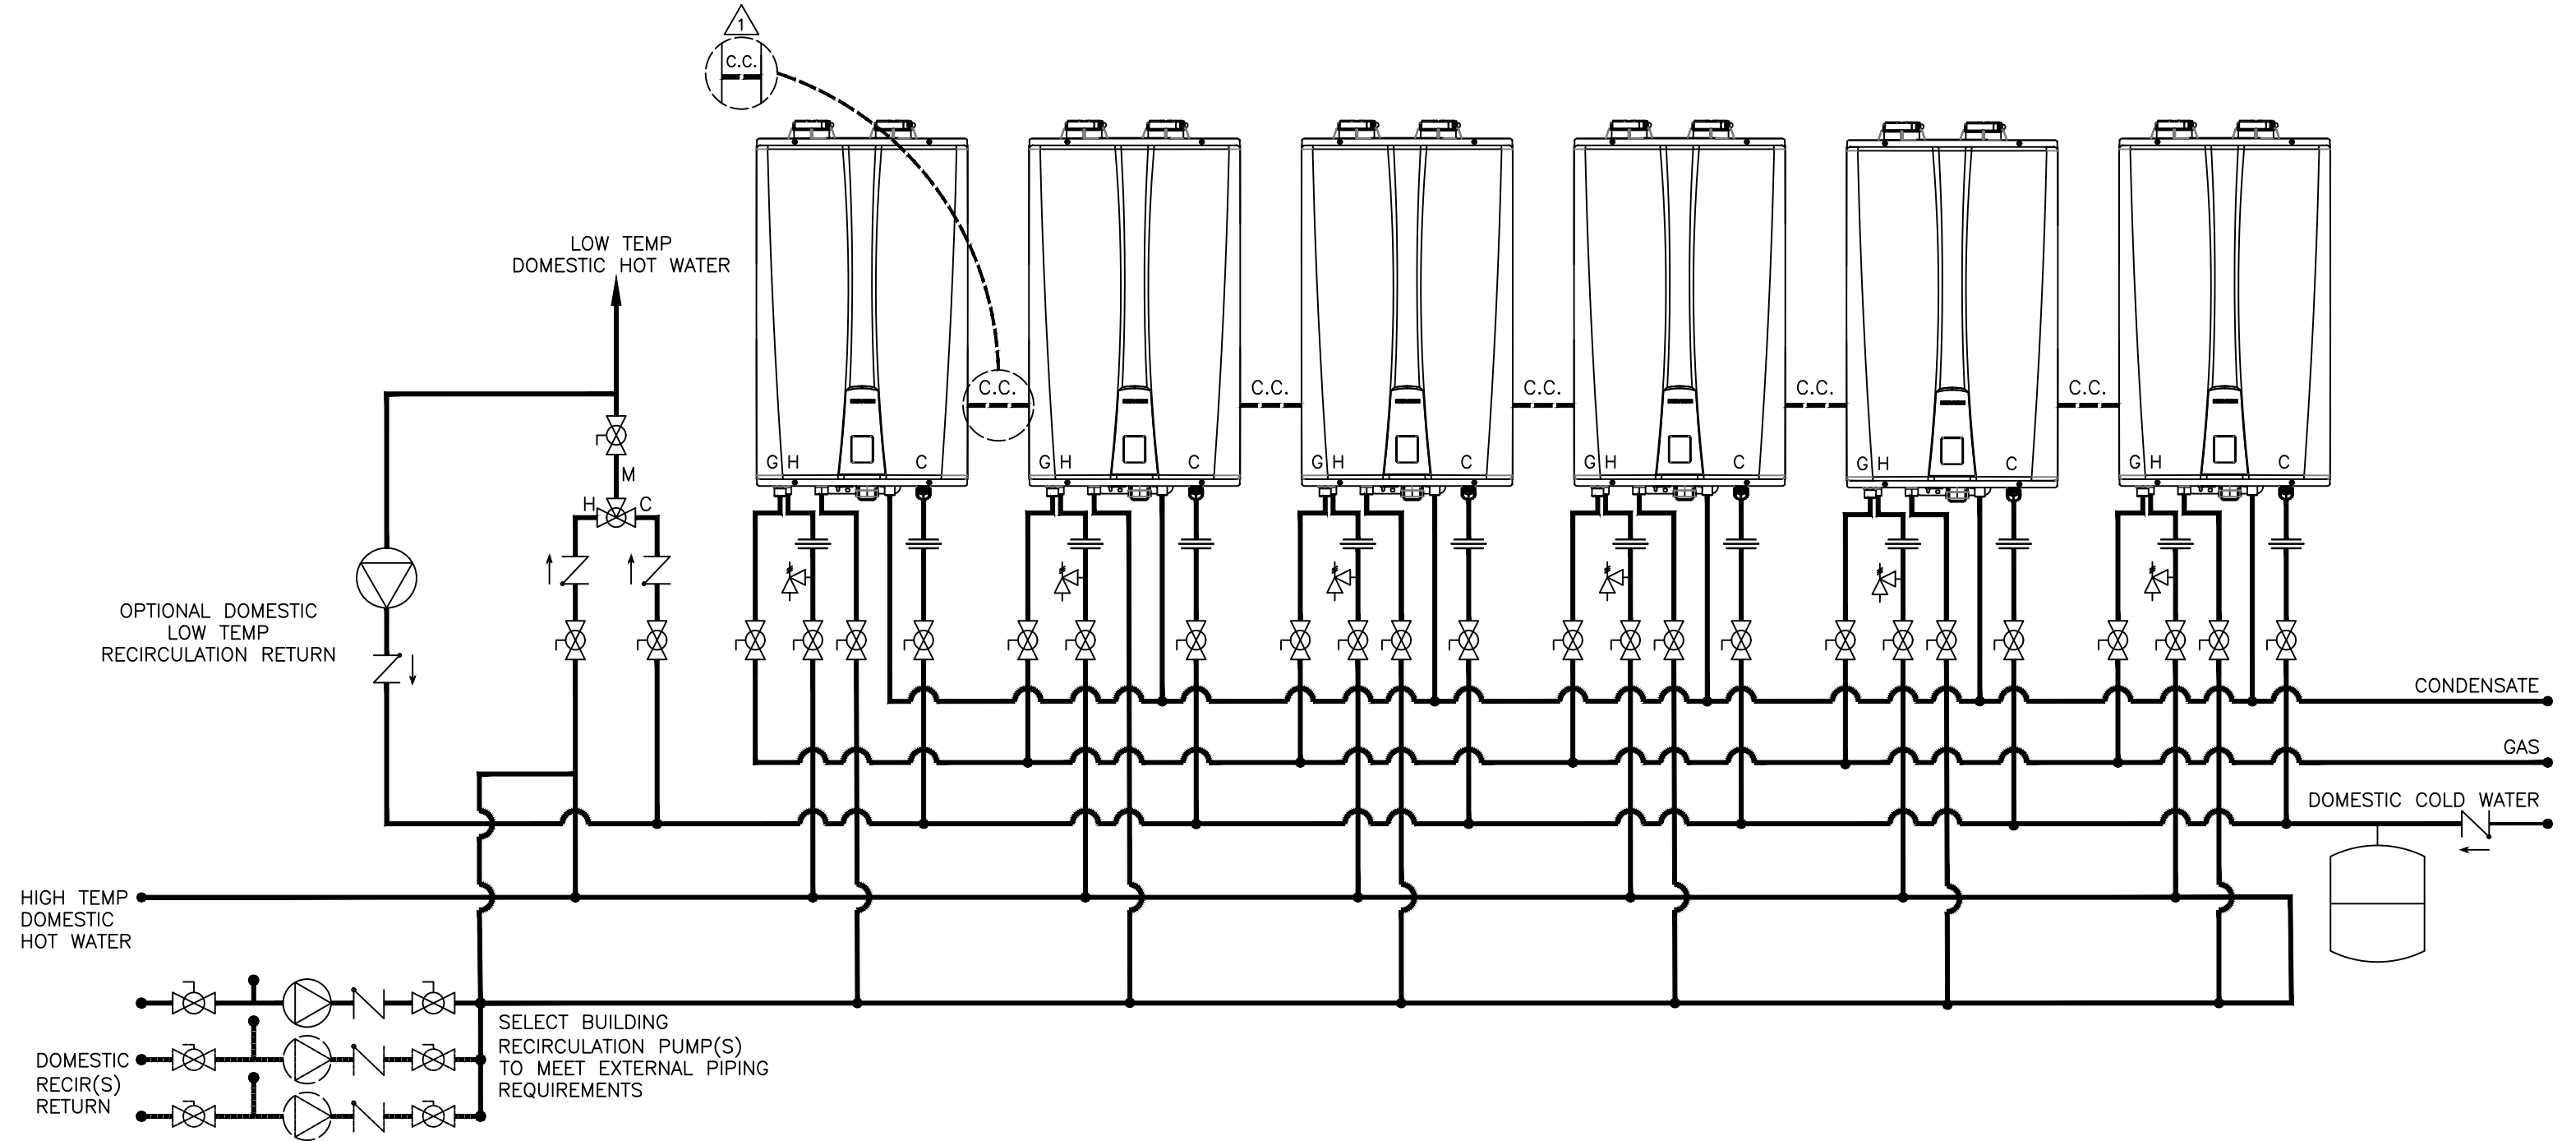 1
C.C.
LOW TEMP
DOMESTIC HOT WATER
C.C.
C.C.
C.C.
C.C.
C.C.
M
H
C
G H C
G H C
G H C
G H C
G H C
G H C
OPTIONAL DOMESTIC
LOW TEMP
RECIRCULATION RETURN
CONDENSATE
GAS
DOMESTIC COLD WATER
HIGH TEMP
DOMESTIC
HOT WATER
SELECT BUILDING
RECIRCULATION PUMP(S)
TO MEET EXTERNAL PIPING
REQUIREMENTS
DOMESTIC
RECIR(S)
RETURN